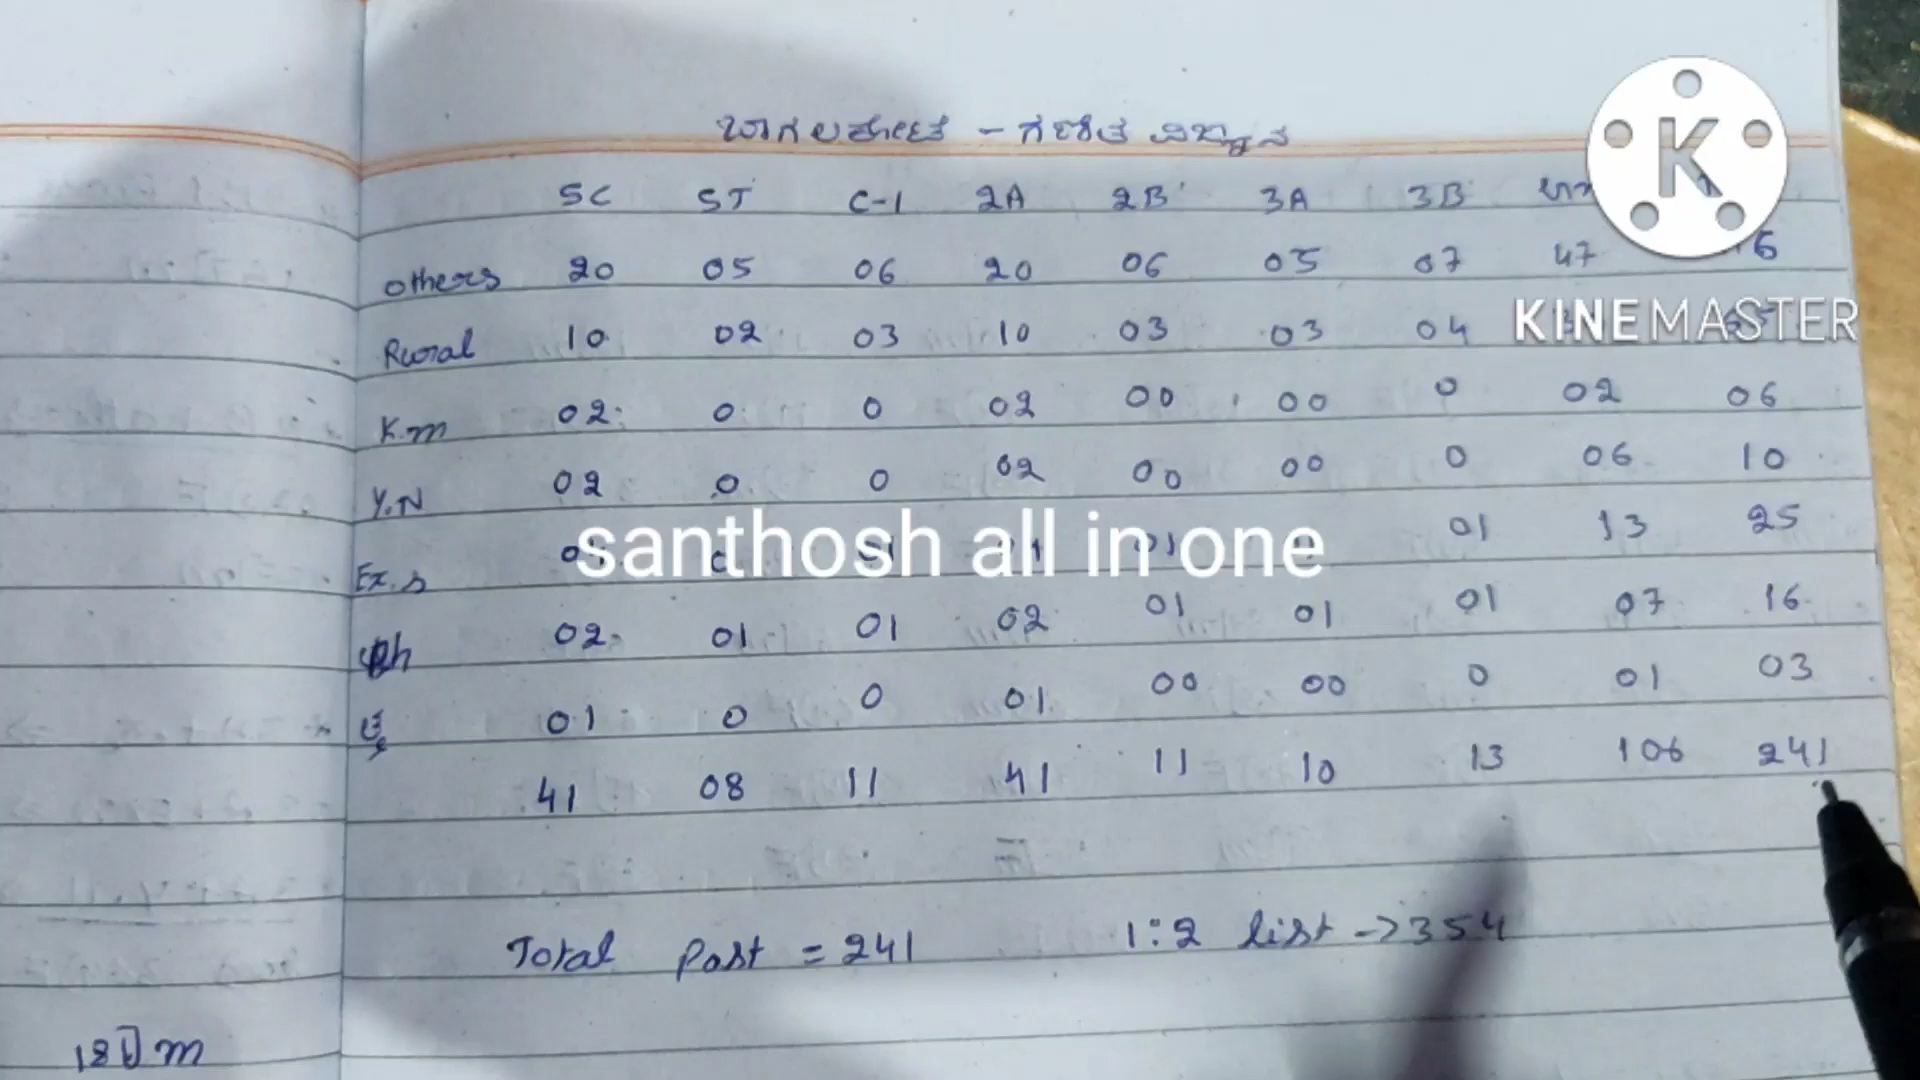 ಬಾಗಲಕೋಟೆ - ಗಣಿತ ವಿಜ್ಞಾನ
SC ST C-1 2A 2B 3A 3B
others 20 05 06 20 06 05 07 47
Rural 10 02 03 10 03 03 04
K.m 02 0 0 02 00 00 0 02 06
Y.N 02 0 0 02 00 00 0 06 10
Ex.s 01 13 25
Ph 02 01 01 02 01 01 01 07 16
01 0 0 01 00 00 0 01 03
41 08 11 41 11 10 13 106 241
Total Post = 241 1:2 list -> 354
K
KINEMASTER
santhosh all in one